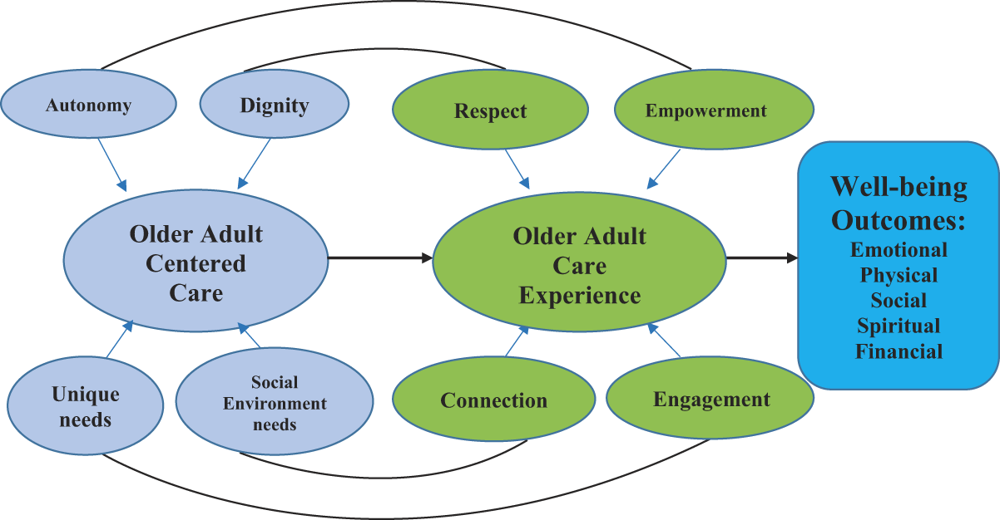 Autonomy
Dignity
Respect
Empowerment
Older Adult
Centered
Care
Older Adult
Care
Experience
Well-being
Outcomes:
Emotional
Physical
Social
Spiritual
Financial
Unique
needs
Social
Environment
needs
Connection
Engagement